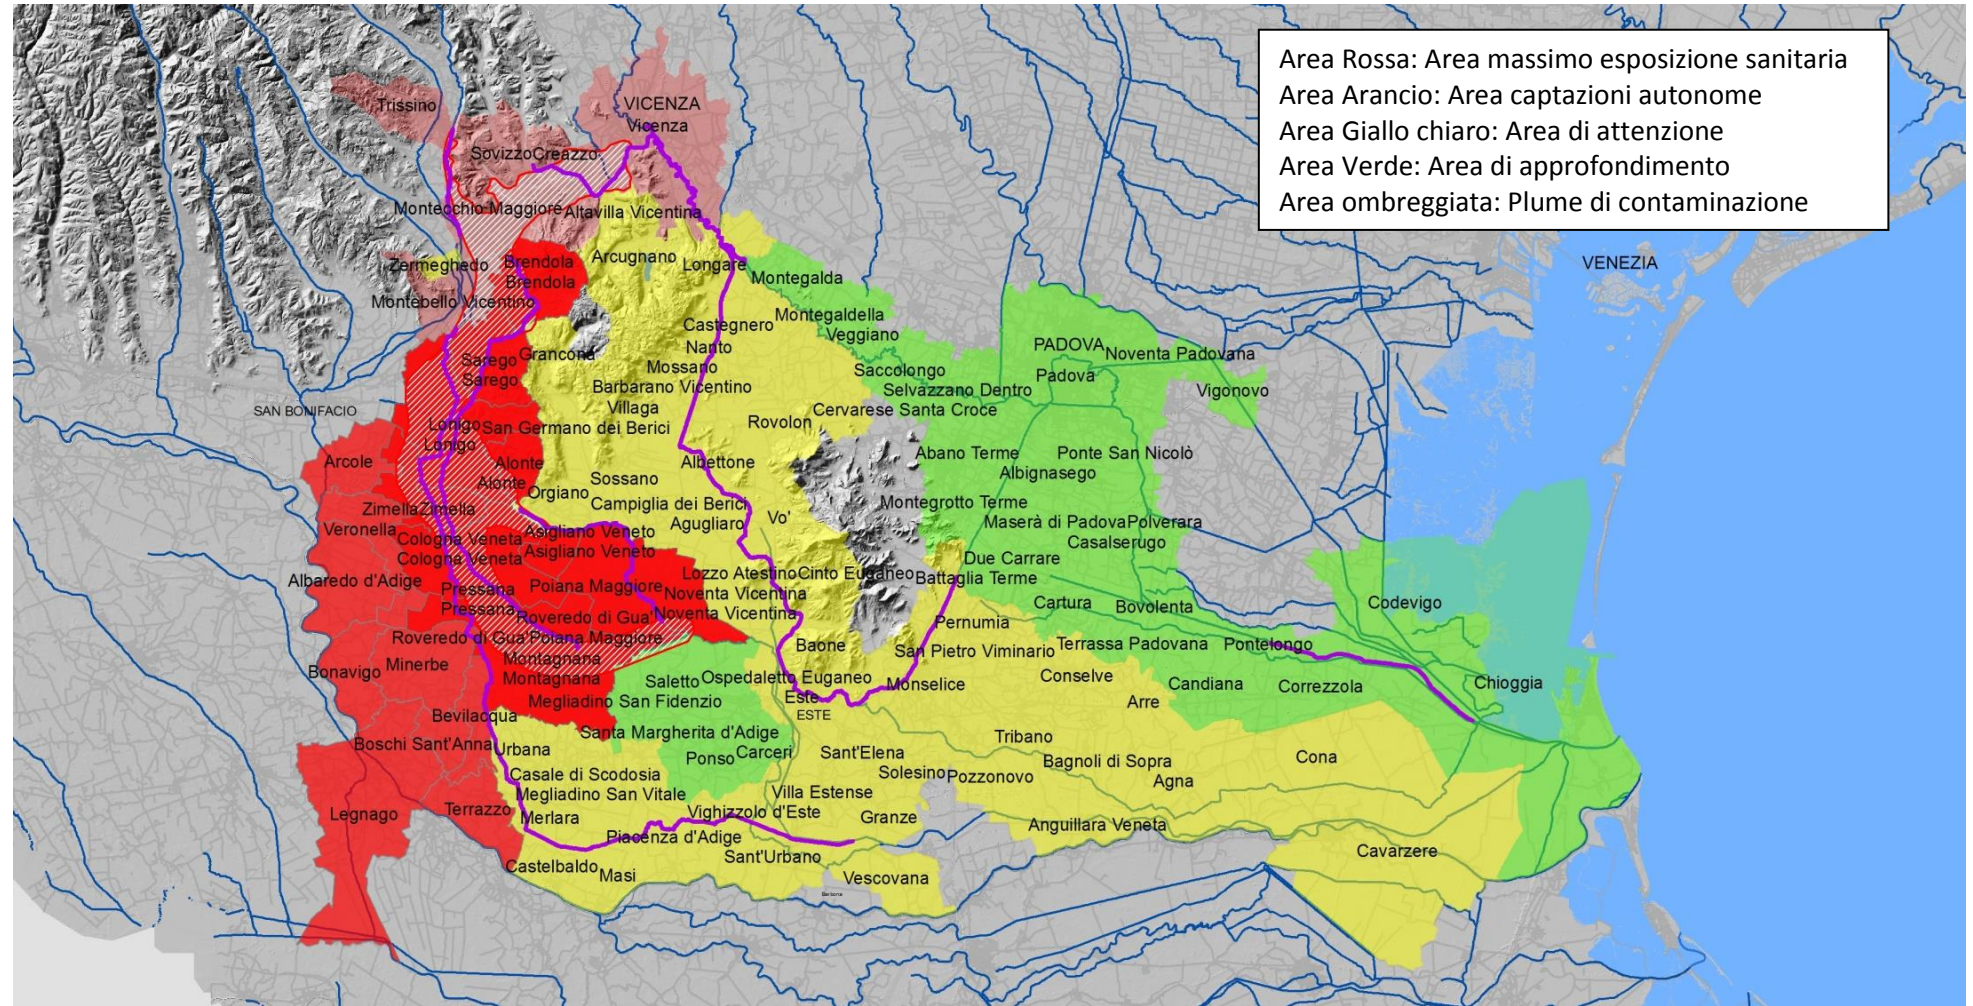 Area Rossa: Area massimo esposizione sanitaria
Area Arancio: Area captazioni autonome
Area Giallo chiaro: Area di attenzione
Area Verde: Area di approfondimento
Area ombreggiata: Plume di contaminazione
Trissino
VICENZA
Vicenza
Sovizzo
Creazzo
Montecchio Maggiore
Altavilla Vicentina
Zermeghedo
Brendola
Brendola
Arcugnano
Longare
Montegalda
VENEZIA
Montebello Vicentino
Montegaldella
Castegnero
Veggiano
Nanto
PADOVA
Noventa Padovana
Sarego
Grancona
Mossano
Saccolongo
Padova
Sarego
Barbarano Vicentino
Selvazzano Dentro
Vigonovo
SAN BONIFACIO
Villaga
Cervarese Santa Croce
Lonigo
San Germano dei Berici
Rovolon
Lonigo
Arcole
Alonte
Albettone
Abano Terme
Ponte San Nicolò
Albignasego
Alonte
Sossano
Orgiano
Campiglia dei Berici
Montegrotto Terme
Zimella
Zimella
Agugliaro
Vo'
Maserà di Padova
Polverara
Veronella
Cologna Veneta
Asigliano Veneto
Casalserugo
Cologna Veneta
Asigliano Veneto
Due Carrare
Albaredo d'Adige
Lozzo Atestino
Cinto Euganeo
Battaglia Terme
Pressana
Poiana Maggiore
Noventa Vicentina
Cartura
Bovolenta
Codevigo
Pressana
Roveredo di Gua'
Noventa Vicentina
Pernumia
Roveredo di Gua'
Poiana Maggiore
Baone
San Pietro Viminario
Terrassa Padovana
Pontelongo
Bonavigo
Minerbe
Montagnana
Montagnana
Saletto
Ospedaletto Euganeo
Monselice
Conselve
Candiana
Correzzola
Chioggia
Megliadino San Fidenzio
Este
Arre
Bevilacqua
ESTE
Boschi Sant'Anna
Urbana
Santa Margherita d'Adige
Tribano
Ponso
Carceri
Sant'Elena
Bagnoli di Sopra
Cona
Casale di Scodosia
Solesino
Pozzonovo
Agna
Megliadino San Vitale
Villa Estense
Legnago
Terrazzo
Merlara
Vighizzolo d'Este
Granze
Anguillara Veneta
Piacenza d'Adige
Cavarzere
Castelbaldo
Masi
Sant'Urbano
Vescovana